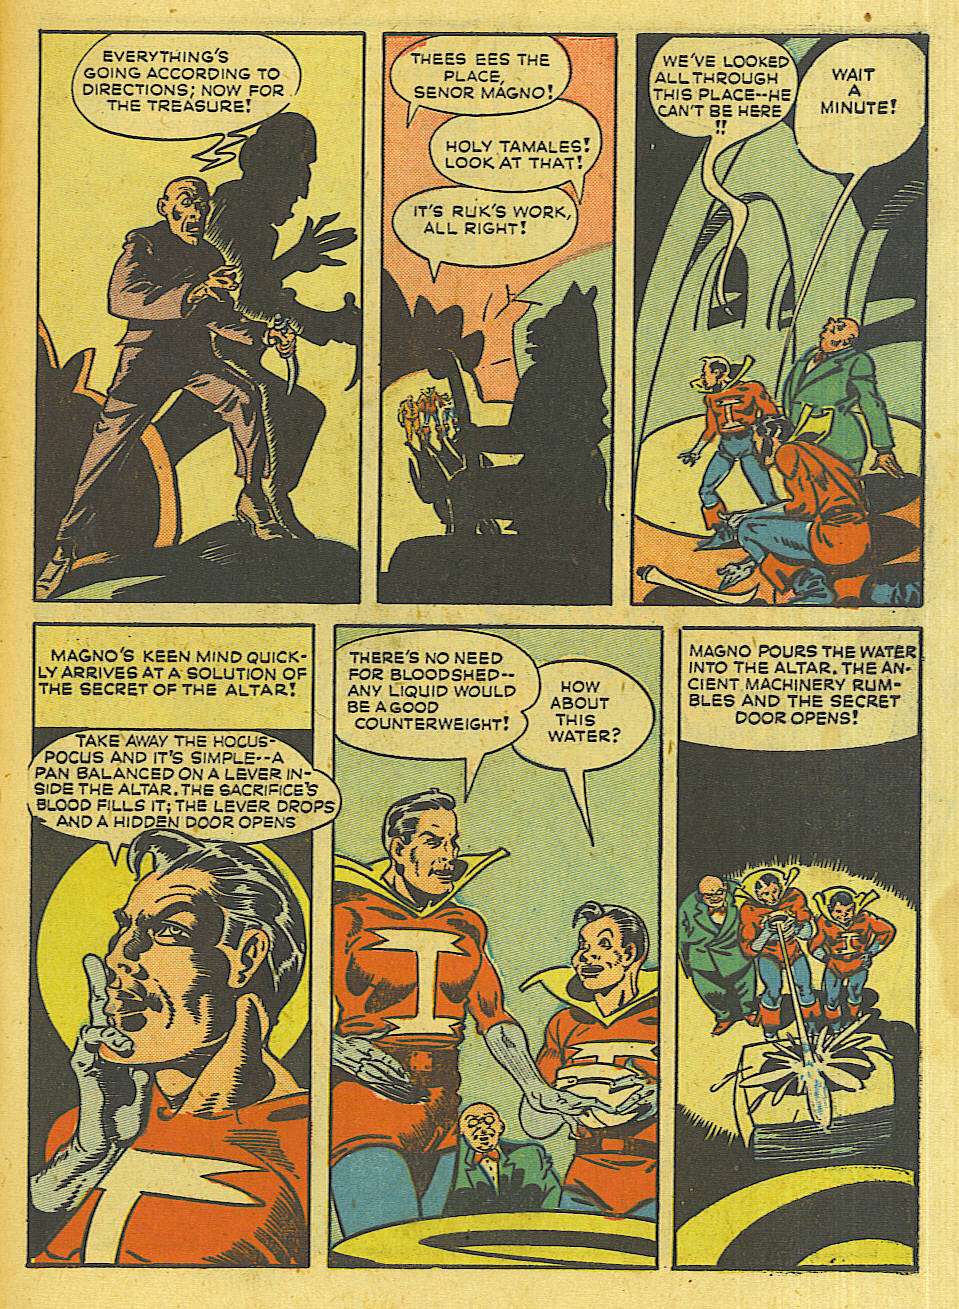 EVERYTHING'S
GOING ACCORDING TO
DIRECTIONS; NOW FOR
THE TREASURE!
THEES EES THE
PLACE,
SENOR MAGNO!
HOLY TAMALES!
LOOK AT THAT!
IT'S RUK'S WORK,
ALL RIGHT!
WE'VE LOOKED
ALL THROUGH
THIS PLACE--HE
CAN'T BE HERE
!!
WAIT
A
MINUTE!
MAGNO'S KEEN MIND QUICK-
LY ARRIVES AT A SOLUTION OF
THE SECRET OF THE ALTAR!
TAKE AWAY THE HOCUS-
POCUS AND IT'S SIMPLE--A
PAN BALANCED ON A LEVER IN-
SIDE THE ALTAR. THE SACRIFICE'S
BLOOD FILLS IT; THE LEVER DROPS
AND A HIDDEN DOOR OPENS
THERE'S NO NEED
FOR BLOODSHED--
ANY LIQUID WOULD
BE A GOOD
COUNTERWEIGHT!
HOW
ABOUT
THIS
WATER?
MAGNO POURS THE WATER
INTO THE ALTAR. THE AN-
CIENT MACHINERY RUM-
BLES AND THE SECRET
DOOR OPENS!